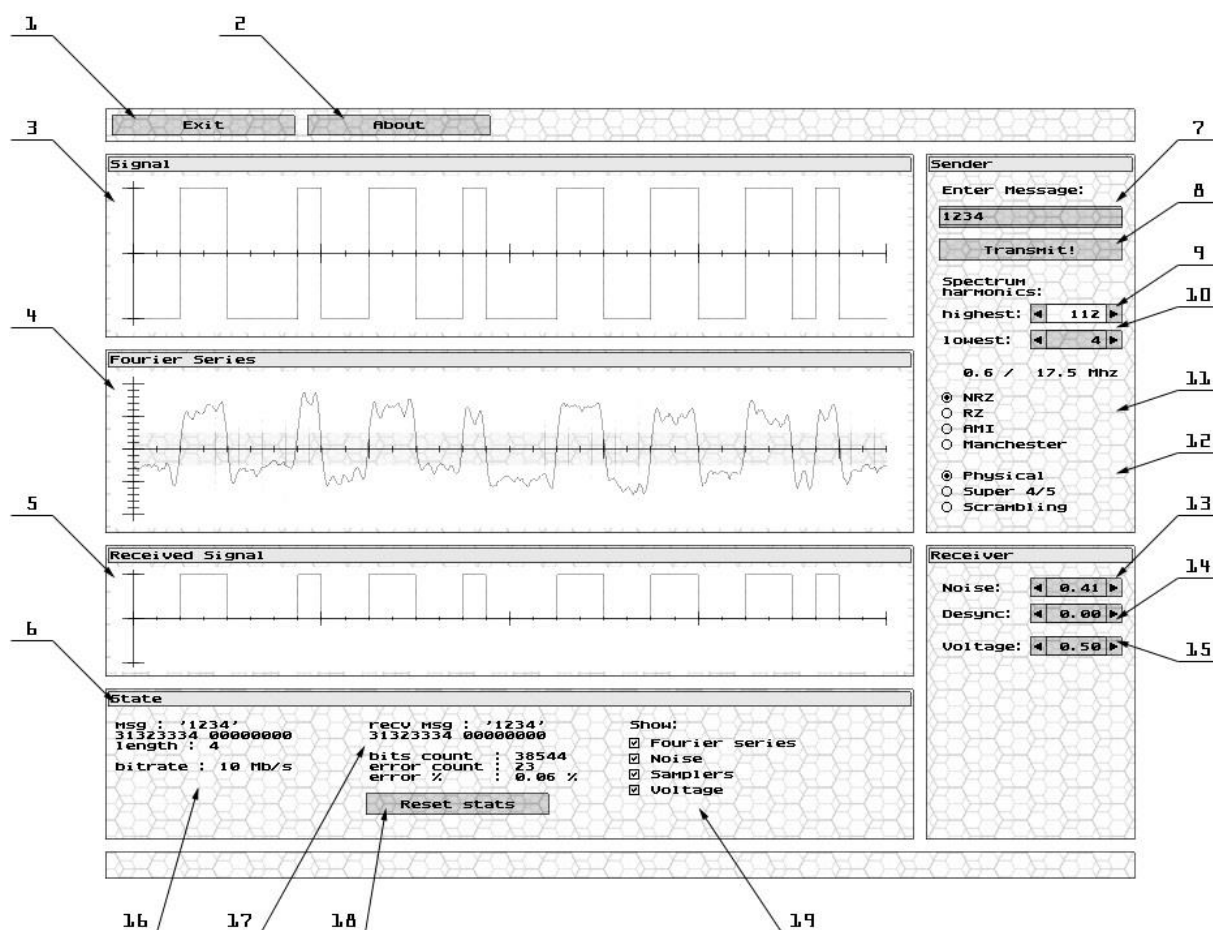 1 2
Exit About
3
Signal
4
Fourier Series
5
Received Signal
6
State
msg : '1234'
31323334 00000000
length : 4
bitrate : 10 Mb/s
recv msg : '1234'
31323334 00000000
bits count : 38544
error count : 23
error % : 0.06 %
Reset stats
Show:
Fourier series
Noise
Samplers
Voltage
7
Sender
Enter Message:
1234
8
Transmit!
9
Spectrum
harmonics:
10
highest: 112
lowest: 4
0.6 / 17.5 Mhz
11
NRZ
RZ
AMI
Manchester
12
Physical
Super 4/5
Scrambling
13
Receiver
14
Noise: 0.41
Desync: 0.00
15
Voltage: 0.50
16 17 18 19